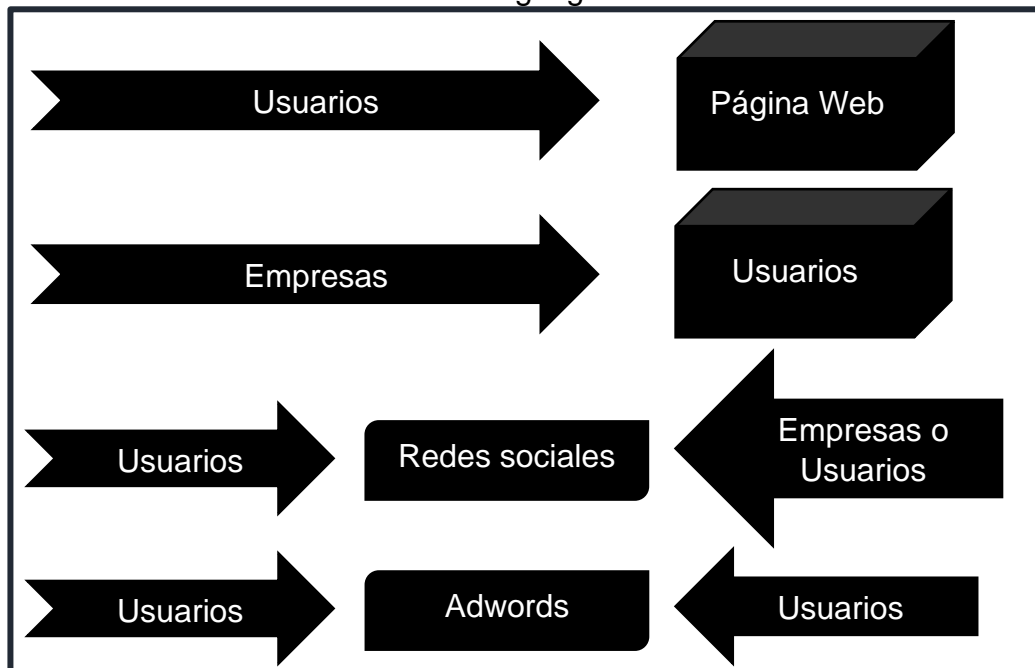 Usuarios
Página Web
Empresas
Usuarios
Usuarios
Redes sociales
Empresas o
Usuarios
Usuarios
Adwords
Usuarios